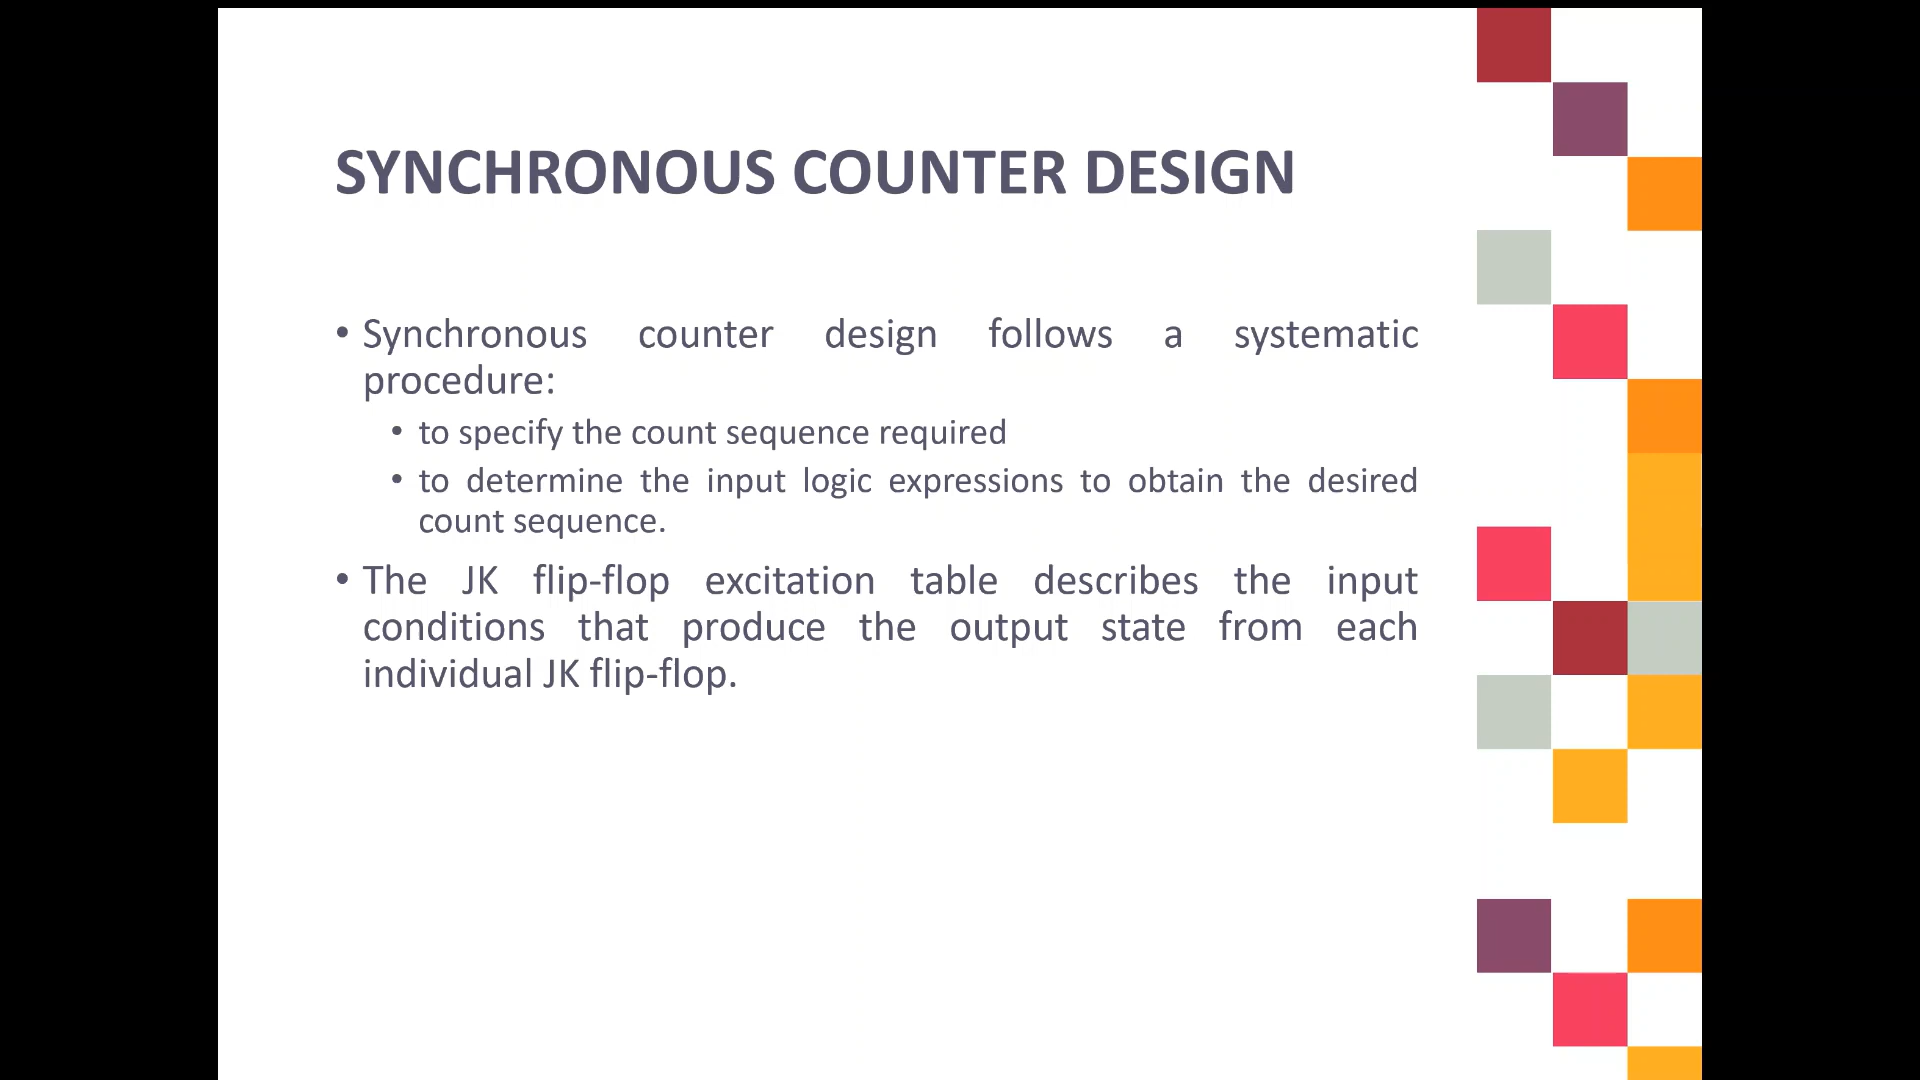 SYNCHRONOUS COUNTER DESIGN
• Synchronous counter design follows a systematic
procedure:
• to specify the count sequence required
• to determine the input logic expressions to obtain the desired
count sequence.
• The JK flip-flop excitation table describes the input
conditions that produce the output state from each
individual JK flip-flop.